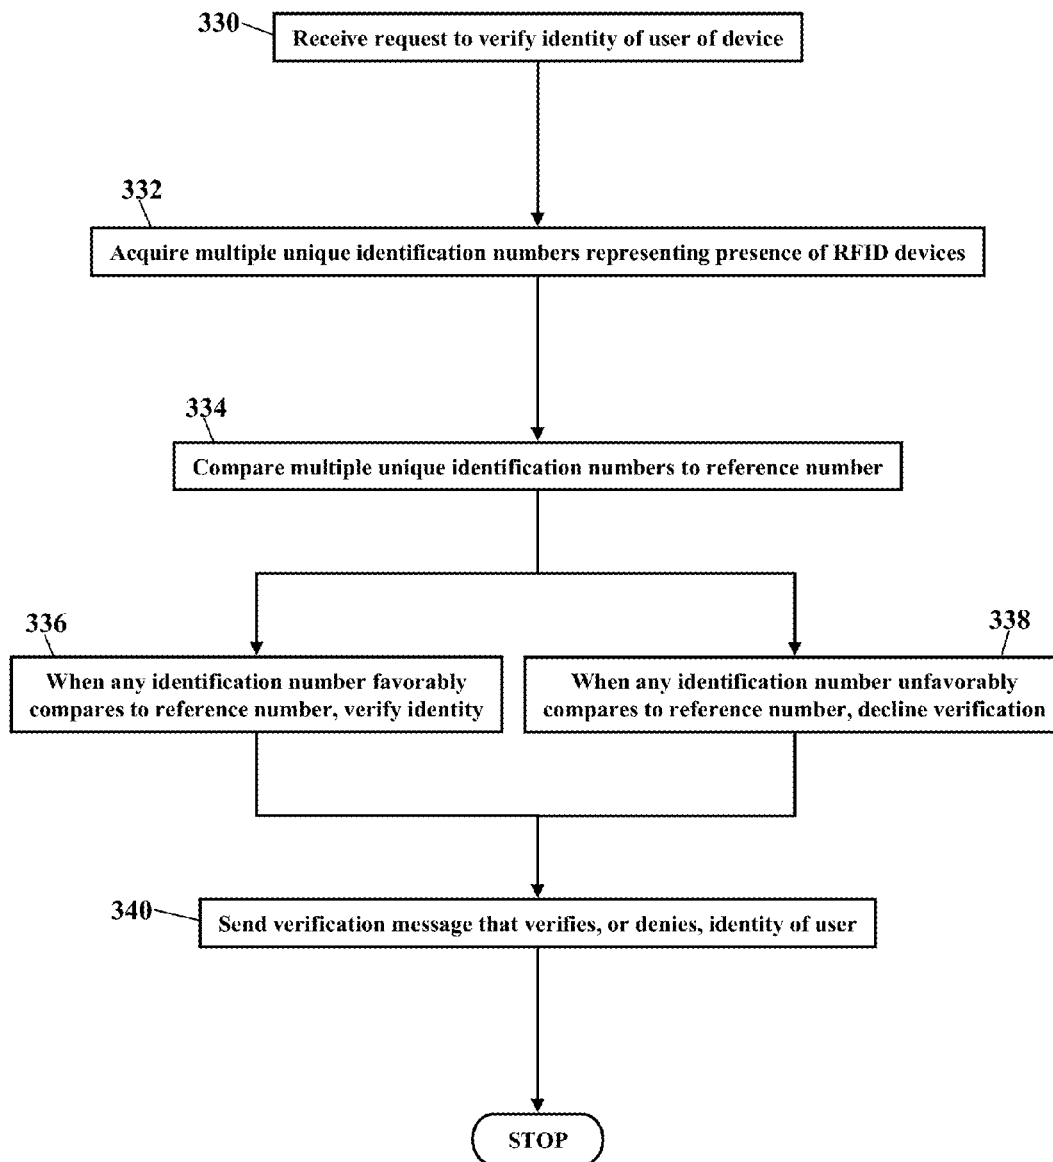 330
Receive request to verify identity of user of device
332
Acquire multiple unique identification numbers representing presence of RFID devices
334
Compare multiple unique identification numbers to reference number
336
When any identification number favorably
compares to reference number, verify identity
338
When any identification number unfavorably
compares to reference number, decline verification
340
Send verification message that verifies, or denies, identity of user
STOP